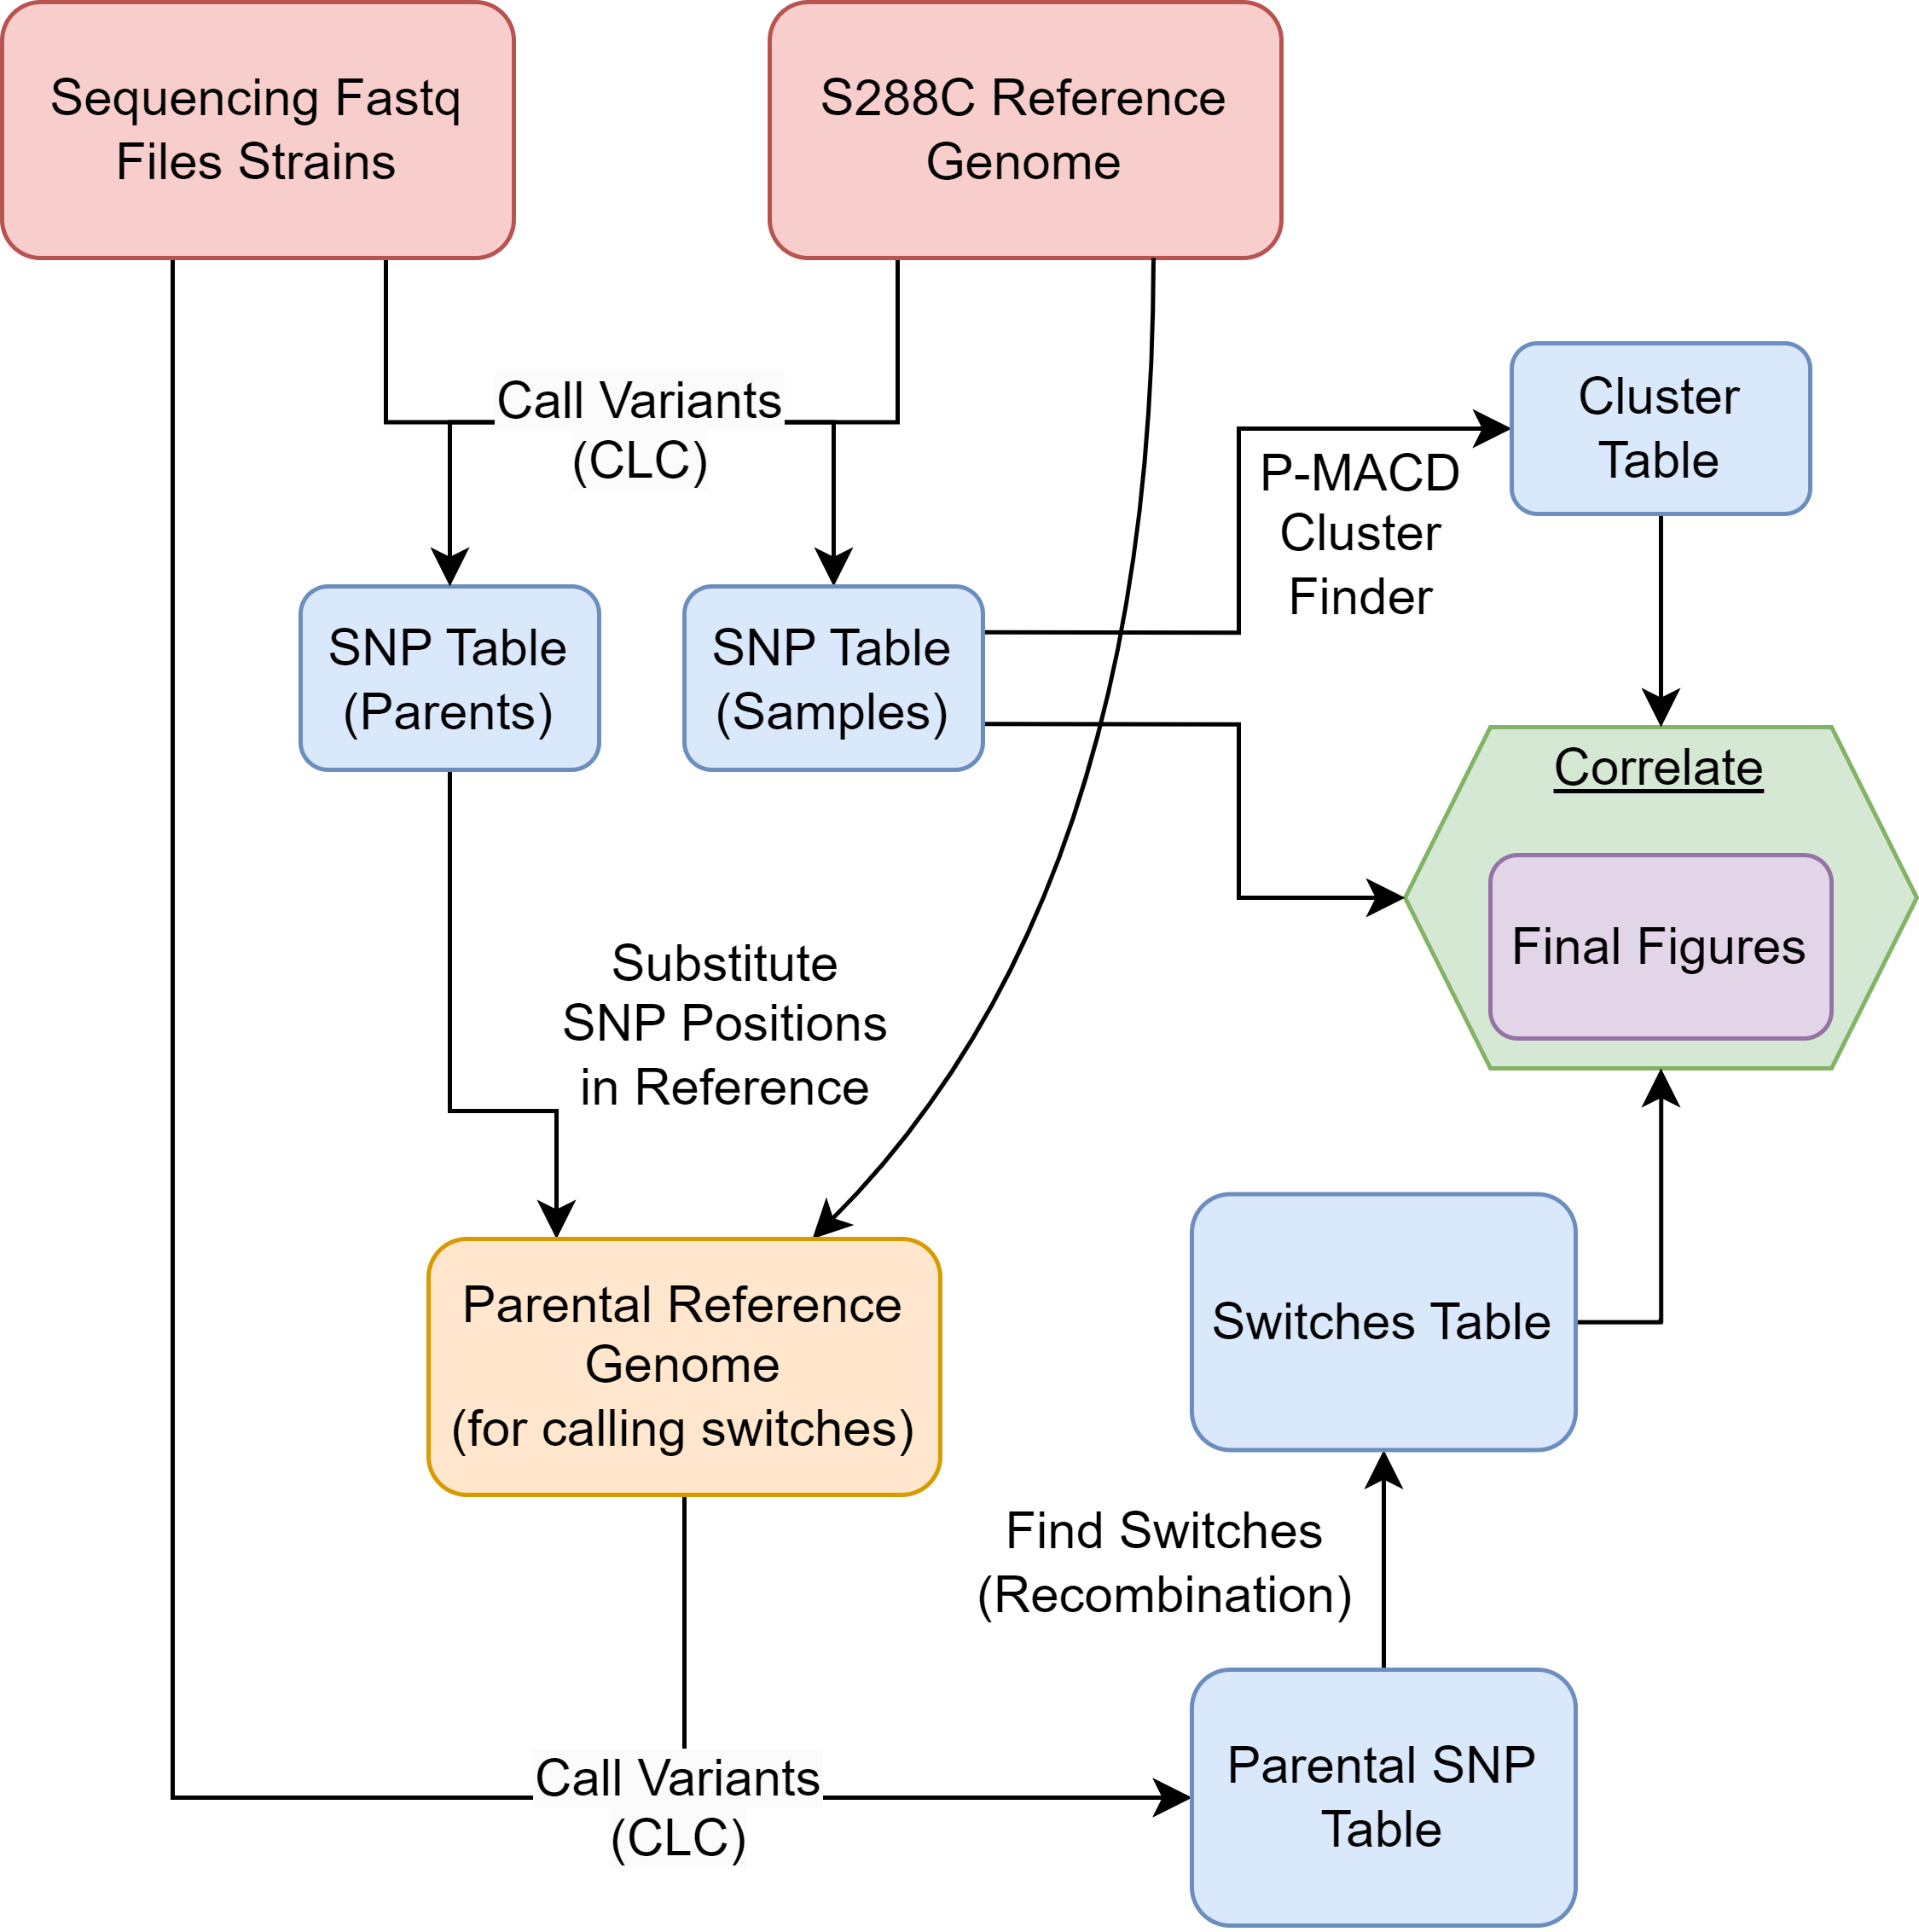 Sequencing Fastq
Files Strains
S288C Reference
Genome
Call Variants
(CLC)
Cluster
Table
P-MACD
Cluster
Finder
SNP Table
(Parents)
SNP Table
(Samples)
Correlate
Final Figures
Substitute
SNP Positions
in Reference
Parental Reference
Genome
(for calling switches)
Switches Table
Find Switches
(Recombination)
Call Variants
(CLC)
Parental SNP
Table